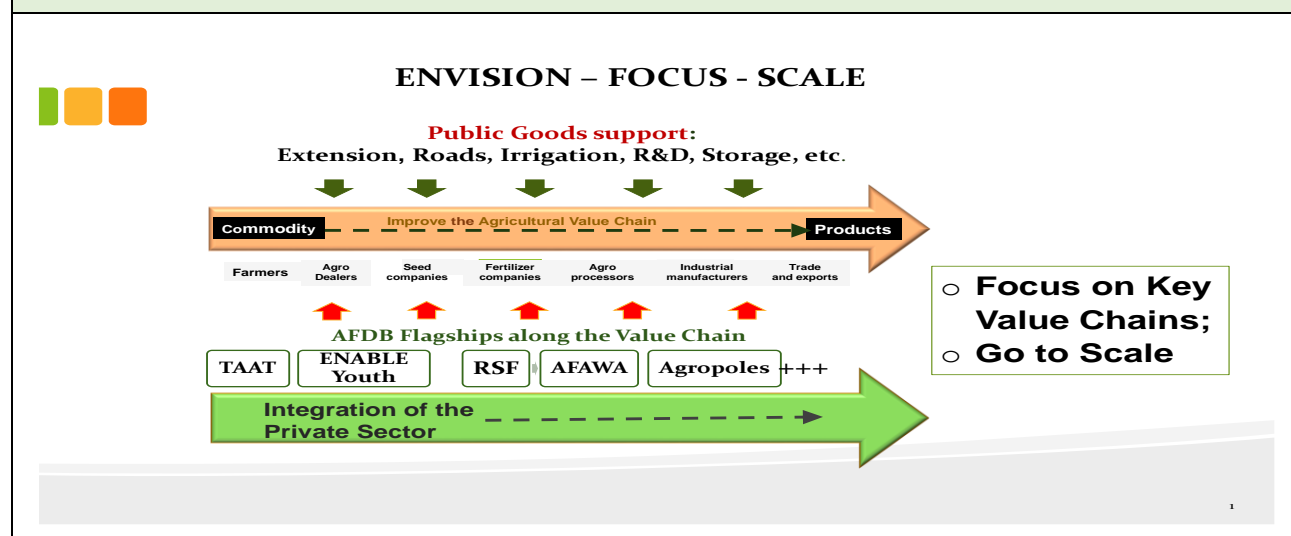 ENVISION – FOCUS - SCALE
Public Goods support:
Extension, Roads, Irrigation, R&D, Storage, etc.
Commodity
Improve the Agricultural Value Chain
Products
Farmers
Agro
Dealers
Seed
companies
Fertilizer
companies
Agro
processors
Industrial
manufacturers
Trade
and exports
AFDB Flagships along the Value Chain
TAAT
ENABLE
Youth
RSF
AFAWA
Agropoles
+++
Integration of the
Private Sector
o Focus on Key
Value Chains;
o Go to Scale
1